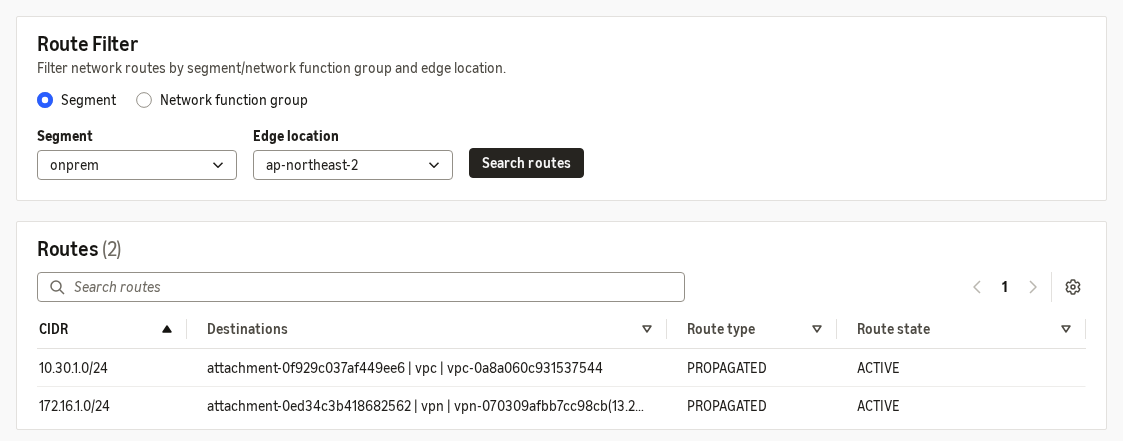 Route Filter
Filter network routes by segment/network function group and edge location.
Segment Network function group
Segment Edge location
onprem ap-northeast-2 Search routes
Routes (2)
Search routes 1
CIDR Destinations Route type Route state
10.30.1.0/24 attachment-0f929c037af449ee6 | vpc | vpc-0a8a060c931537544 PROPAGATED ACTIVE
172.16.1.0/24 attachment-0ed34c3b418682562 | vpn | vpn-070309afbb7cc98cb(13.2... PROPAGATED ACTIVE